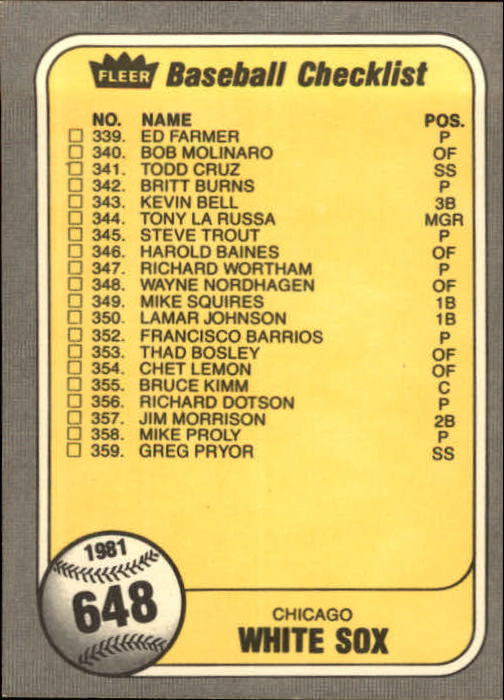 FLEER Baseball Checklist
NO. NAME POS.
339. ED FARMER P
340. BOB MOLINARO OF
341. TODD CRUZ SS
342. BRITT BURNS P
343. KEVIN BELL 3B
344. TONY LA RUSSA MGR
345. STEVE TROUT P
346. HAROLD BAINES OF
347. RICHARD WORTHAM P
348. WAYNE NORDHAGEN OF
349. MIKE SQUIRES 1B
350. LAMAR JOHNSON 1B
352. FRANCISCO BARRIOS P
353. THAD BOSLEY OF
354. CHET LEMON OF
355. BRUCE KIMM C
356. RICHARD DOTSON P
357. JIM MORRISON 2B
358. MIKE PROLY P
359. GREG PRYOR SS
1981
648
CHICAGO
WHITE SOX